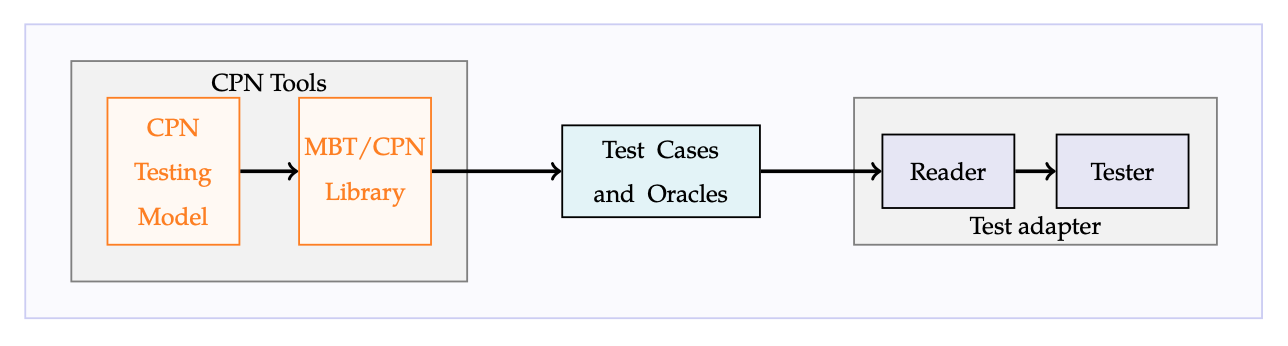 CPN Tools
CPN
Testing
Model
MBT/CPN
Library
Test Cases
and Oracles
Reader
Tester
Test adapter